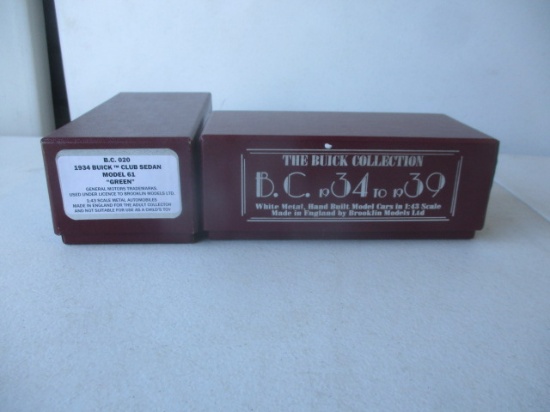 B.C. 020
1934 BUICK™ CLUB SEDAN
MODEL 61
"GREEN"
GENERAL MOTORS TRADEMARKS
USED UNDER LICENCE TO BROOKLIN MODELS LTD.
1:43 SCALE METAL AUTOMOBILES
MADE IN ENGLAND FOR THE ADULT COLLECTOR
AND NOT SUITABLE FOR USE AS A CHILD'S TOY
THE BUICK COLLECTION
B.C. 1934 TO 1939
White Metal, Hand Built Model Cars in 1:43 Scale
Made in England by Brooklin Models Ltd